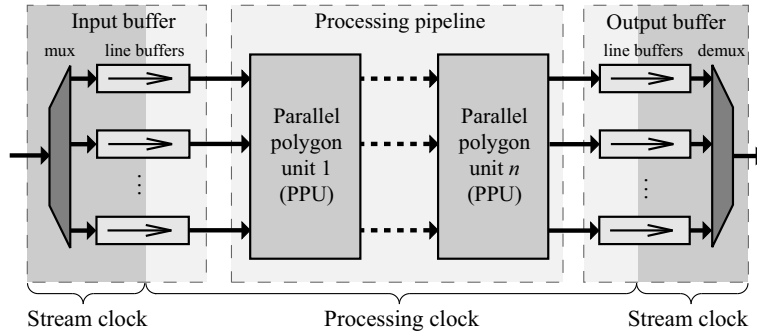 Input buffer
Processing pipeline
Output buffer
mux
line buffers
line buffers
demux
Parallel
polygon
unit 1
(PPU)
Parallel
polygon
unit n
(PPU)
Stream clock
Processing clock
Stream clock